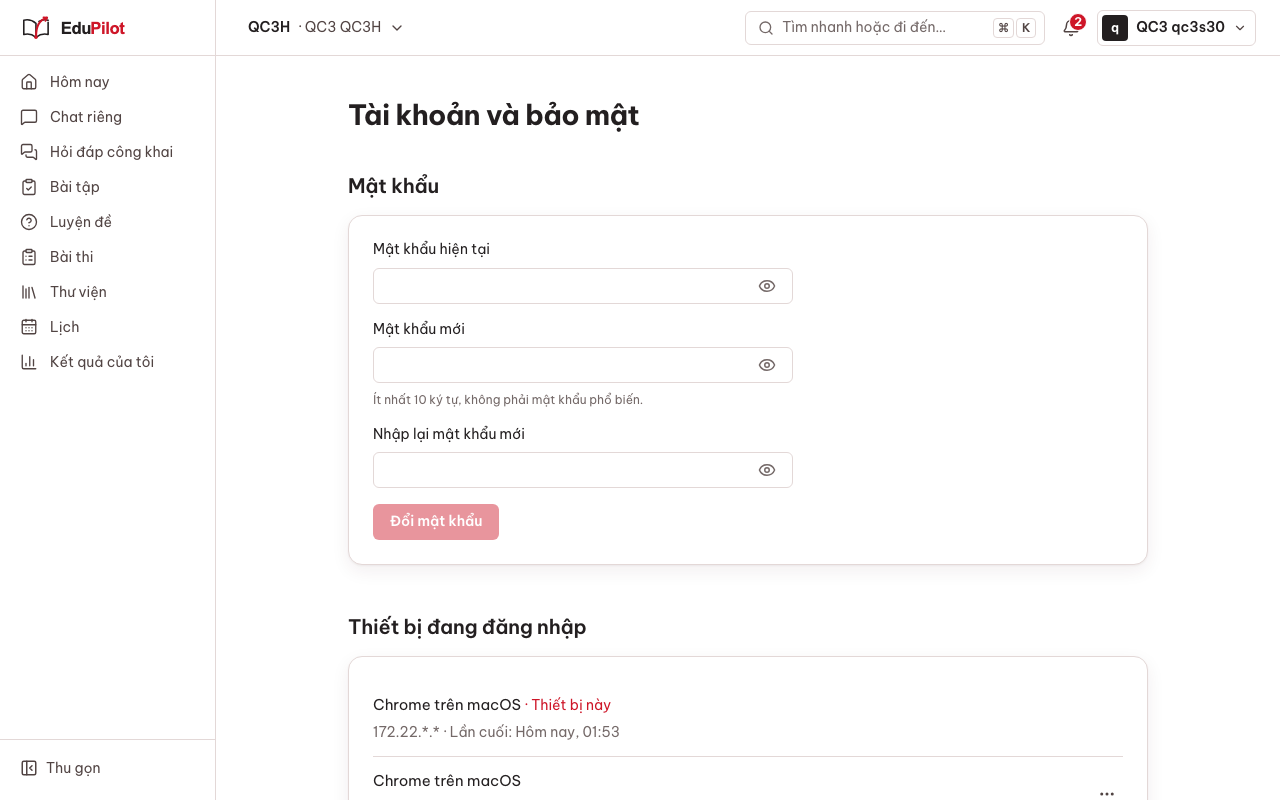 EduPilot
QC3H · QC3 QC3H
Tìm nhanh hoặc đi đến...
⌘ K
2
q
QC3 qc3s30
Hôm nay
Chat riêng
Hỏi đáp công khai
Bài tập
Luyện đề
Bài thi
Thư viện
Lịch
Kết quả của tôi
Thu gọn
Tài khoản và bảo mật
Mật khẩu
Mật khẩu hiện tại
Mật khẩu mới
Ít nhất 10 ký tự, không phải mật khẩu phổ biến.
Nhập lại mật khẩu mới
Đổi mật khẩu
Thiết bị đang đăng nhập
Chrome trên macOS · Thiết bị này
172.22.*.* · Lần cuối: Hôm nay, 01:53
Chrome trên macOS